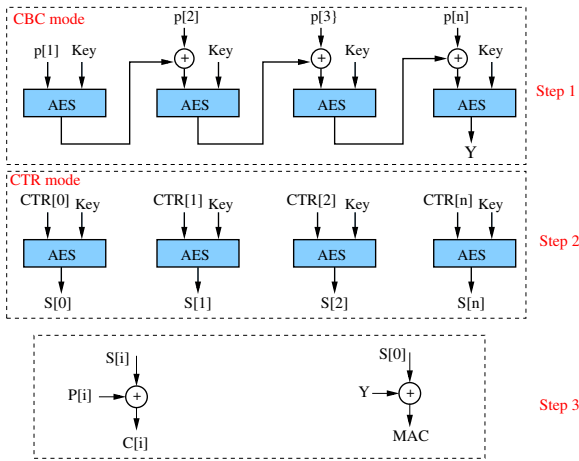 CBC mode
p[2] p[3} p[n]
p[1] Key + Key + Key + Key
AES AES AES AES
Step 1
Y
CTR mode
CTR[0] Key CTR[1] Key CTR[2] Key CTR[n] Key
AES AES AES AES
Step 2
S[0] S[1] S[2] S[n]
S[i] S[0]
P[i] + Y +
Step 3
C[i] MAC